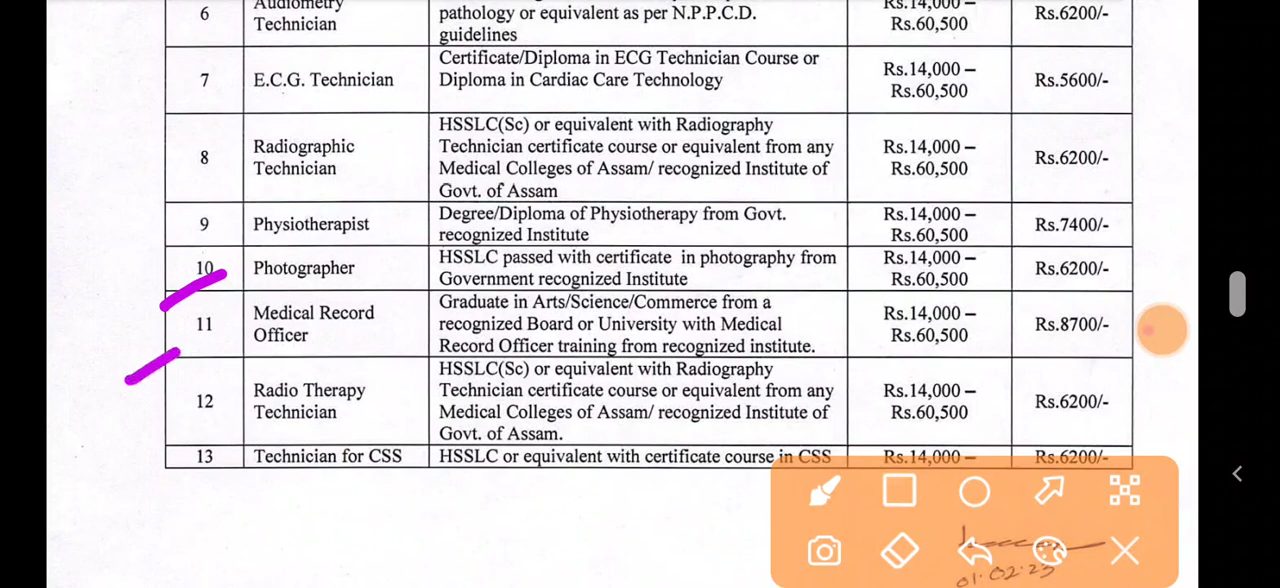 6
Audiometry
Technician
pathology or equivalent as per N.P.P.C.D.
guidelines
Rs.14,000 –
Rs.60,500
Rs.6200/-
7
E.C.G. Technician
Certificate/Diploma in ECG Technician Course or
Diploma in Cardiac Care Technology
Rs.14,000 –
Rs.60,500
Rs.5600/-
8
Radiographic
Technician
HSSLC(Sc) or equivalent with Radiography
Technician certificate course or equivalent from any
Medical Colleges of Assam/ recognized Institute of
Govt. of Assam
Rs.14,000 –
Rs.60,500
Rs.6200/-
9
Physiotherapist
Degree/Diploma of Physiotherapy from Govt.
recognized Institute
Rs.14,000 –
Rs.60,500
Rs.7400/-
10
Photographer
HSSLC passed with certificate in photography from
Government recognized Institute
Rs.14,000–
Rs.60,500
Rs.6200/-
11
Medical Record
Officer
Graduate in Arts/Science/Commerce from a
recognized Board or University with Medical
Record Officer training from recognized institute.
Rs.14,000 –
Rs.60,500
Rs.8700/-
12
Radio Therapy
Technician
HSSLC(Sc) or equivalent with Radiography
Technician certificate course or equivalent from any
Medical Colleges of Assam/ recognized Institute of
Govt. of Assam.
Rs.14,000 –
Rs.60,500
Rs.6200/-
13
Technician for CSS
HSSLC or equivalent with certificate course in CSS
Rs.14,000 –
Rs.6200/-
01.02.23